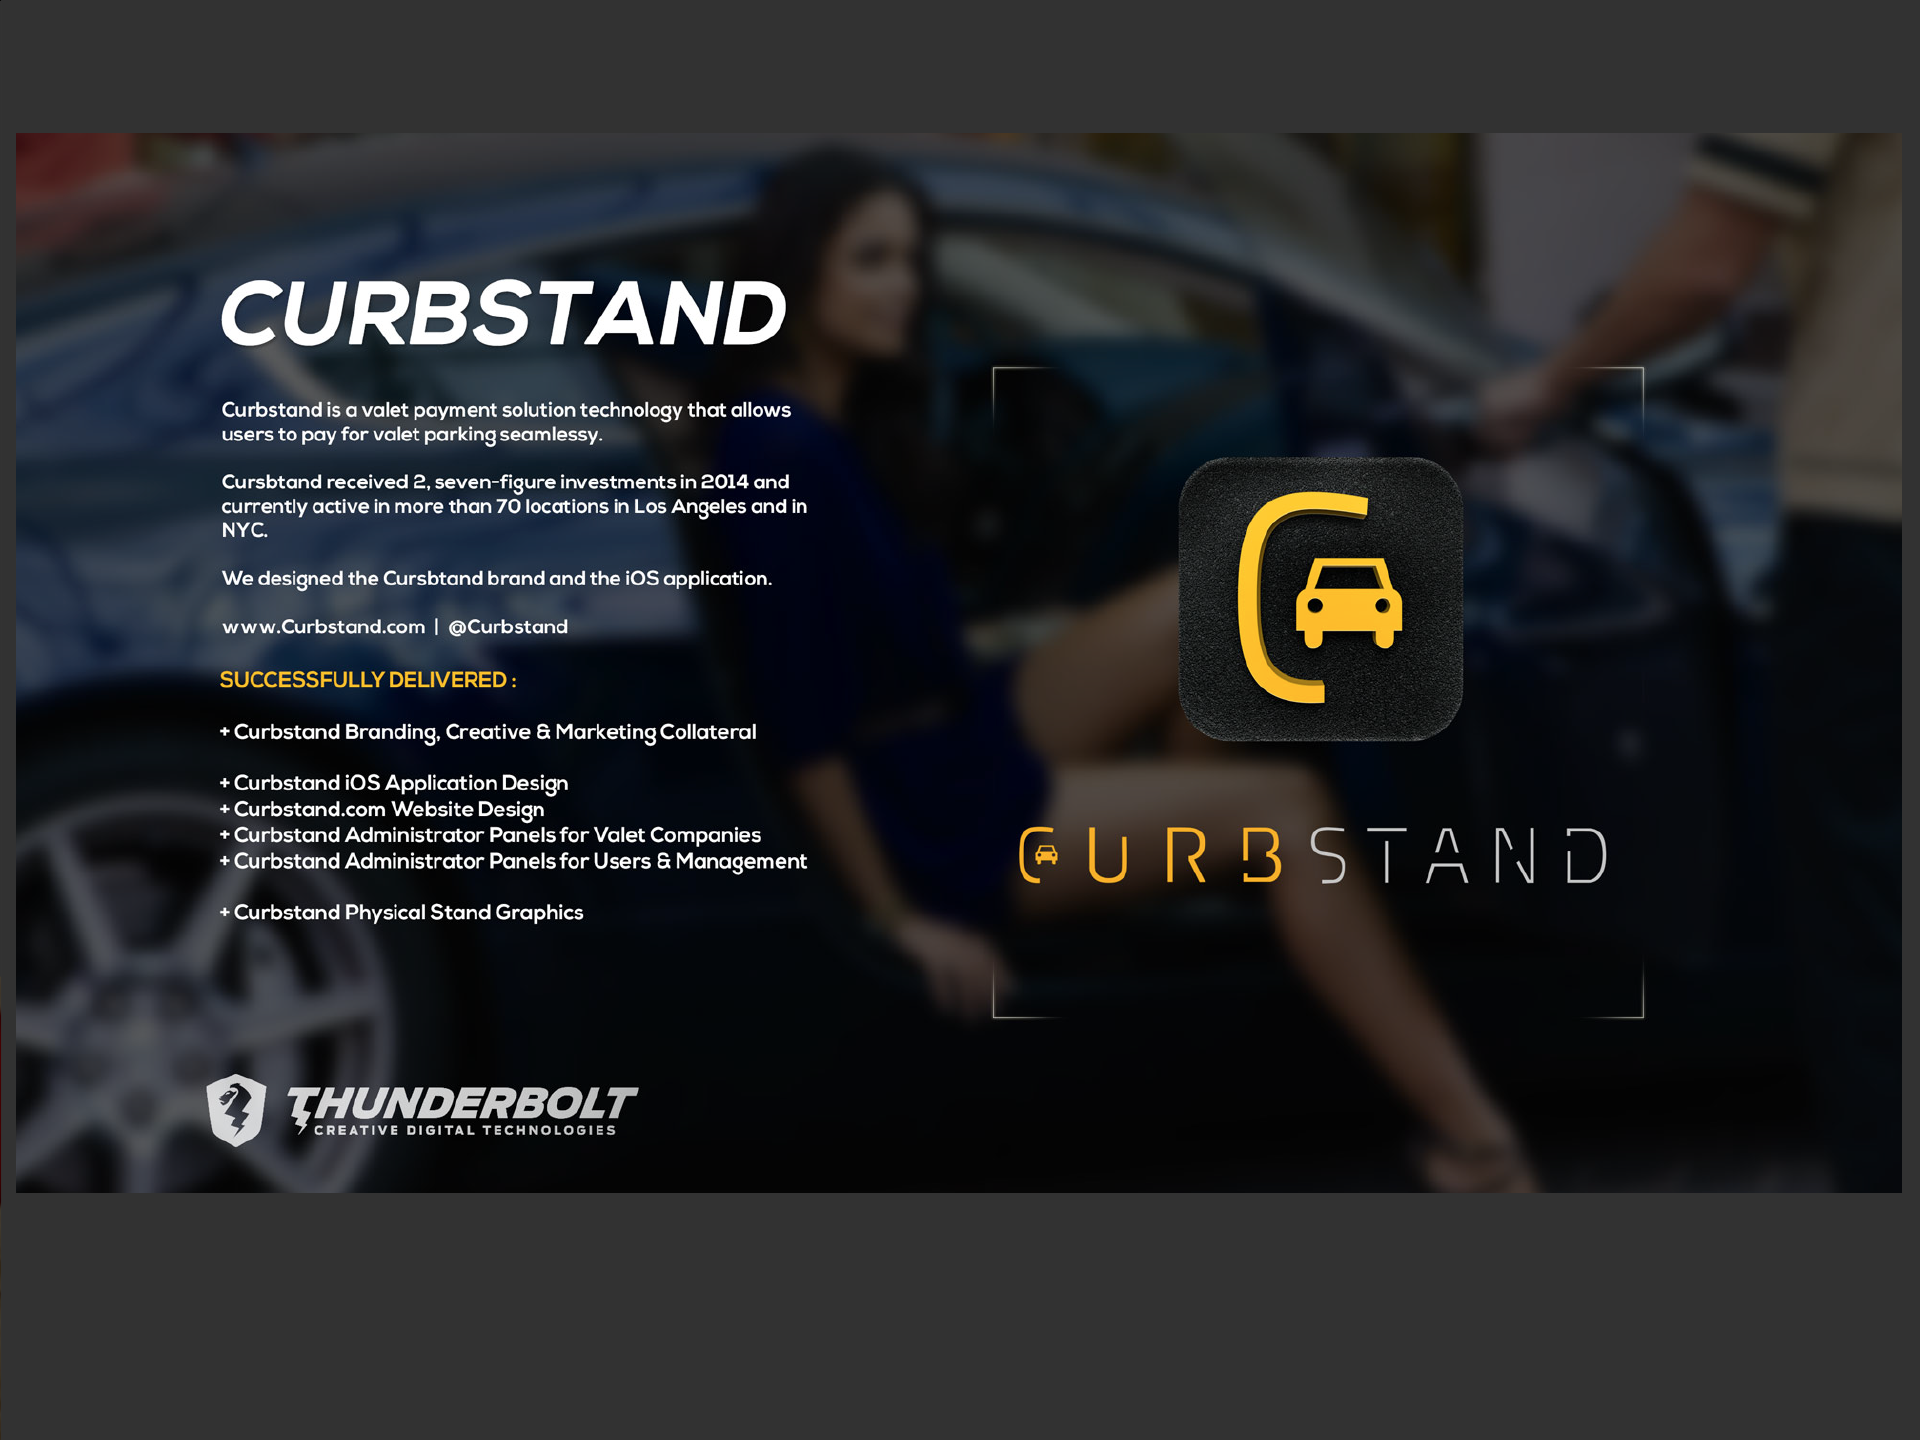 CURBSTAND
Curbstand is a valet payment solution technology that allows
users to pay for valet parking seamlessy.
Cursbtand received 2, seven-figure investments in 2014 and
currently active in more than 70 locations in Los Angeles and in
NYC.
We designed the Cursbtand brand and the iOS application.
www.Curbstand.com | @Curbstand
SUCCESSFULLY DELIVERED :
+ Curbstand Branding, Creative & Marketing Collateral
+ Curbstand iOS Application Design
+ Curbstand.com Website Design
+ Curbstand Administrator Panels for Valet Companies
+ Curbstand Administrator Panels for Users & Management
+ Curbstand Physical Stand Graphics
CURBSTAND
THUNDERBOLT
CREATIVE DIGITAL TECHNOLOGIES